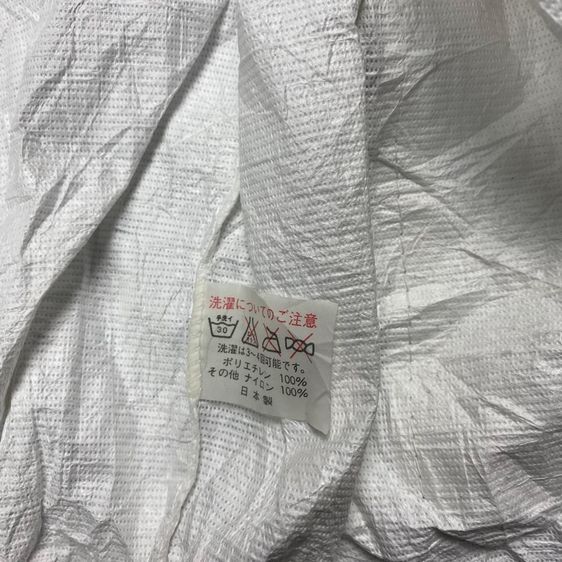 洗濯についてのご注意
手洗イ
30
洗濯は3~4回可能です。
ポリエチレン 100%
その他 ナイロン 100%
日本製